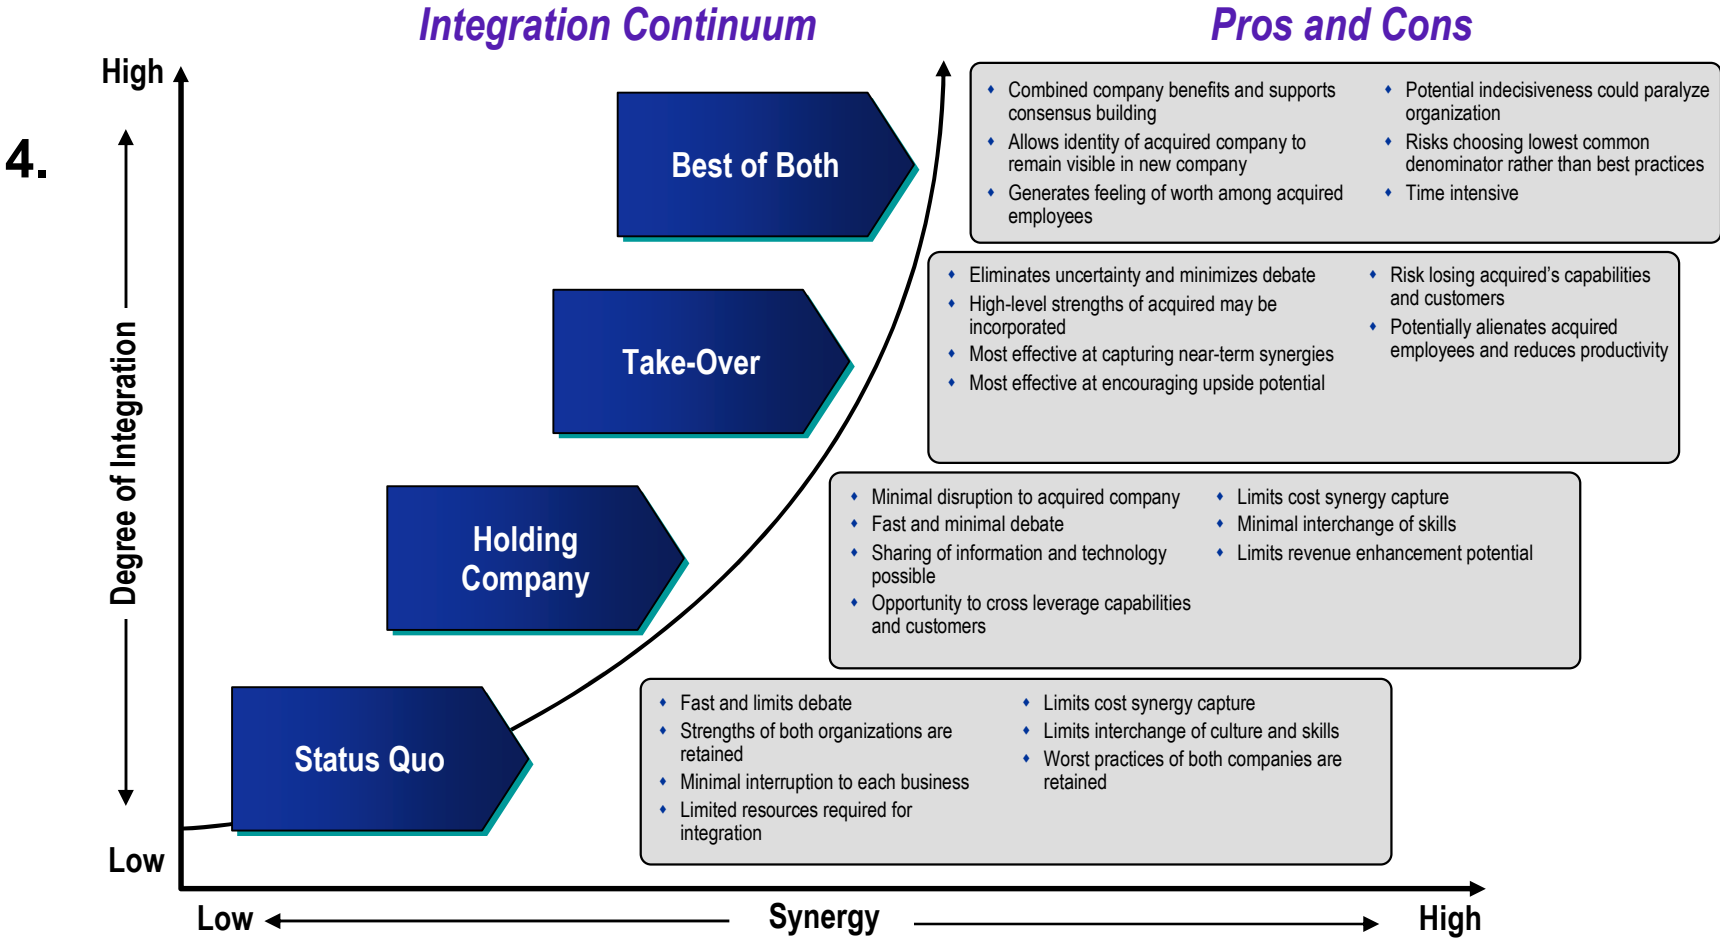 Integration Continuum
Pros and Cons
4.
High
Degree of Integration
Low
Best of Both
Combined company benefits and supports
consensus building
Allows identity of acquired company to
remain visible in new company
Generates feeling of worth among acquired
employees
Potential indecisiveness could paralyze
organization
Risks choosing lowest common
denominator rather than best practices
Time intensive
Take-Over
Eliminates uncertainty and minimizes debate
High-level strengths of acquired may be
incorporated
Most effective at capturing near-term synergies
Most effective at encouraging upside potential
Risk losing acquired’s capabilities
and customers
Potentially alienates acquired
employees and reduces productivity
Holding
Company
Minimal disruption to acquired company
Fast and minimal debate
Sharing of information and technology
possible
Opportunity to cross leverage capabilities
and customers
Limits cost synergy capture
Minimal interchange of skills
Limits revenue enhancement potential
Status Quo
Fast and limits debate
Strengths of both organizations are
retained
Minimal interruption to each business
Limited resources required for
integration
Limits cost synergy capture
Limits interchange of culture and skills
Worst practices of both companies are
retained
Low
Synergy
High